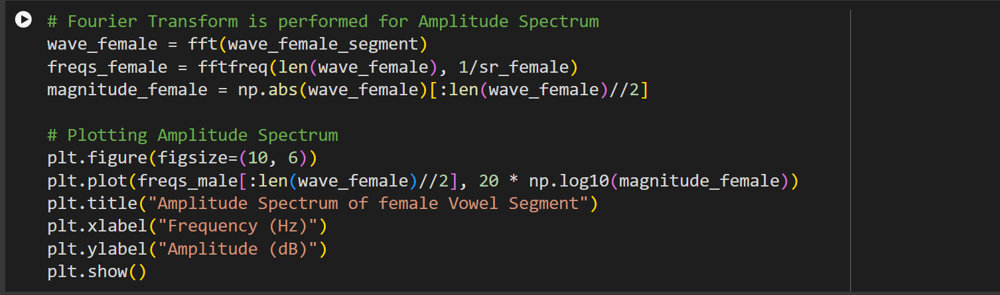 # Fourier Transform is performed for Amplitude Spectrum
wave_female = fft(wave_female_segment)
freqs_female = fftfreq(len(wave_female), 1/sr_female)
magnitude_female = np.abs(wave_female)[:len(wave_female)//2]
# Plotting Amplitude Spectrum
plt.figure(figsize=(10, 6))
plt.plot(freqs_male[:len(wave_female)//2], 20 * np.log10(magnitude_female))
plt.title("Amplitude Spectrum of female Vowel Segment")
plt.xlabel("Frequency (Hz)")
plt.ylabel("Amplitude (dB)")
plt.show()